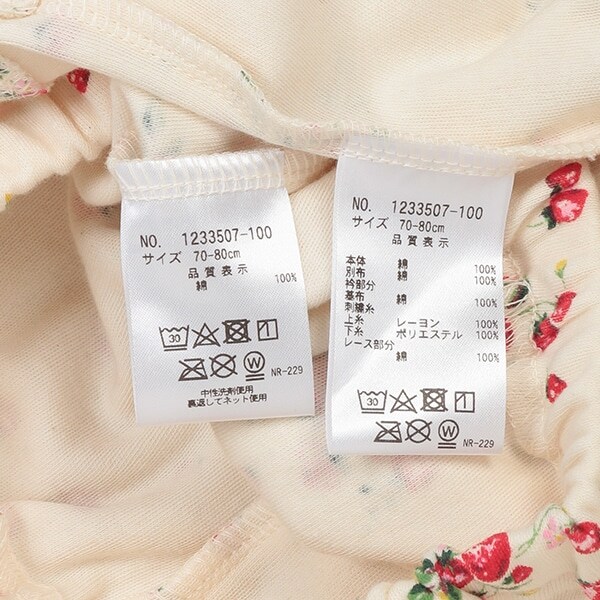 NO. 1233507-100
サイズ 70-80cm
品質表示
綿 100%
30
W
NR-229
中性洗剤使用
裏返してネット使用
NO. 1233507-100
サイズ 70-80cm
品質表示
本体 綿 100%
別布 綿 100%
衿部分
基布 綿 100%
刺繍糸
上糸 レーヨン 100%
下糸 ポリエステル 100%
レース部分
綿 100%
30
W
NR-229